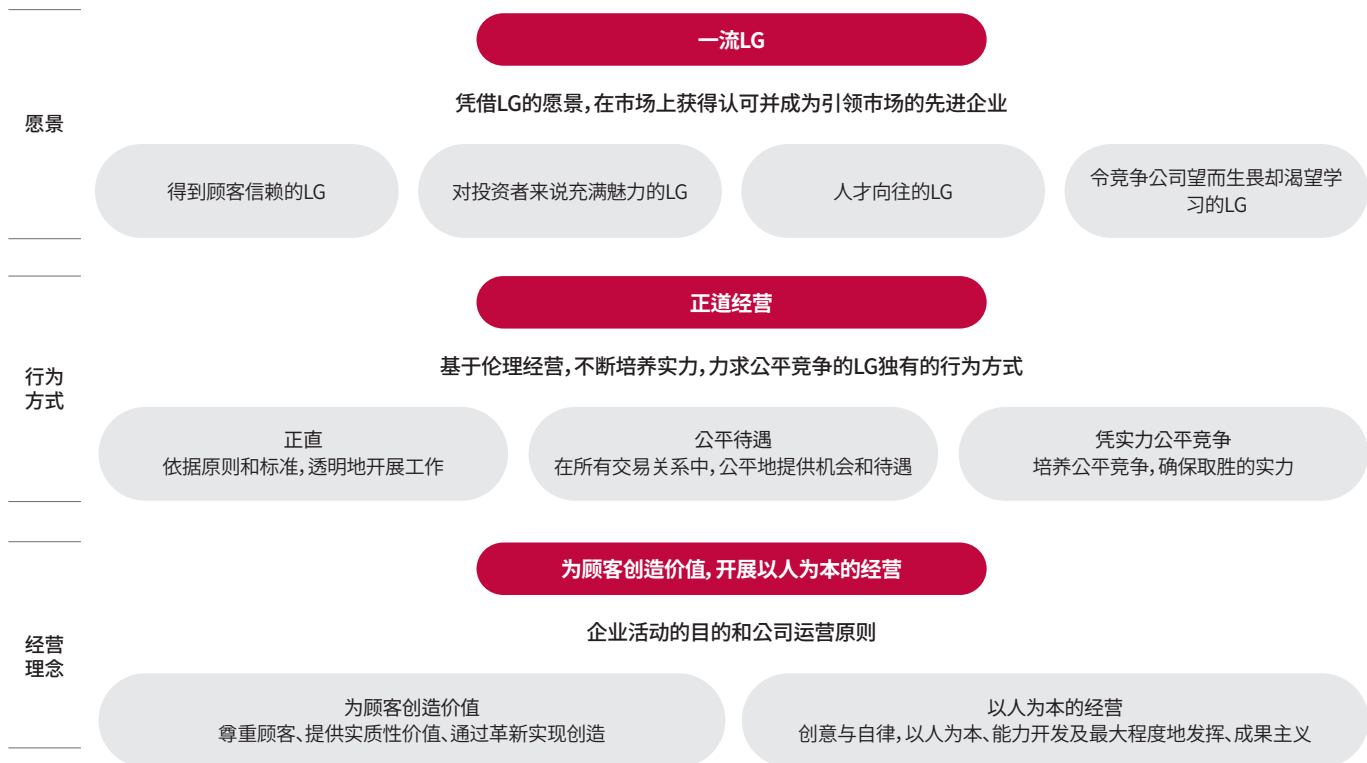 一流LG
凭借LG的愿景，在市场上获得认可并成为引领市场的先进企业
愿景
得到顾客信赖的LG
对投资者来说充满魅力的LG
人才向往的LG
令竞争公司望而生畏却渴望学
习的LG
正道经营
基于伦理经营，不断培养实力，力求公平竞争的LG独有的行为方式
行为
方式
正直
依据原则和标准，透明地开展工作
公平待遇
在所有交易关系中，公平地提供机会和待遇
凭实力公平竞争
培养公平竞争，确保取胜的实力
为顾客创造价值，开展以人为本的经营
企业活动的目的和公司运营原则
经营
理念
为顾客创造价值
尊重顾客、提供实质性价值、通过革新实现创造
以人为本的经营
创意与自律，以人为本、能力开发及最大程度地发挥、成果主义